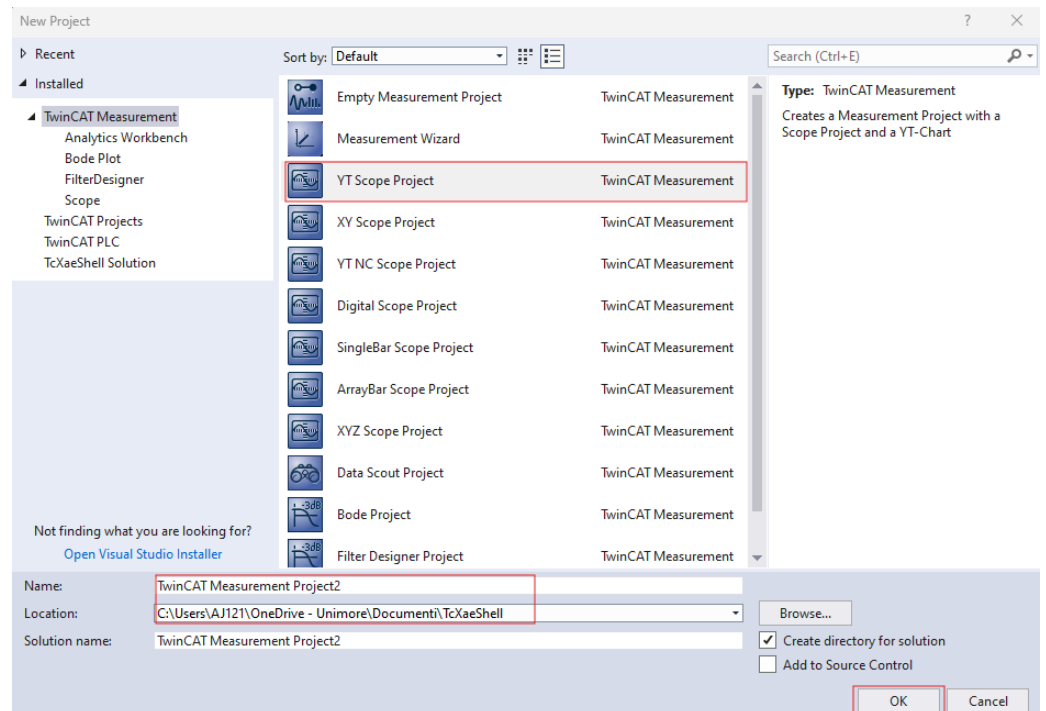 New Project
? ×
Recent
Installed
TwinCAT Measurement
Analytics Workbench
Bode Plot
FilterDesigner
Scope
TwinCAT Projects
TwinCAT PLC
TcXaeShell Solution
Not finding what you are looking for?
Open Visual Studio Installer
Sort by: Default
Empty Measurement Project TwinCAT Measurement
Measurement Wizard TwinCAT Measurement
YT Scope Project TwinCAT Measurement
XY Scope Project TwinCAT Measurement
YT NC Scope Project TwinCAT Measurement
Digital Scope Project TwinCAT Measurement
SingleBar Scope Project TwinCAT Measurement
ArrayBar Scope Project TwinCAT Measurement
XYZ Scope Project TwinCAT Measurement
Data Scout Project TwinCAT Measurement
-3dB
Bode Project TwinCAT Measurement
-3dB
Filter Designer Project TwinCAT Measurement
Search (Ctrl+E)
Type: TwinCAT Measurement
Creates a Measurement Project with a
Scope Project and a YT-Chart
Name: TwinCAT Measurement Project2
Location: C:\Users\AJ121\OneDrive - Unimore\Documenti\TcXaeShell
Browse...
Solution name: TwinCAT Measurement Project2
Create directory for solution
Add to Source Control
OK Cancel